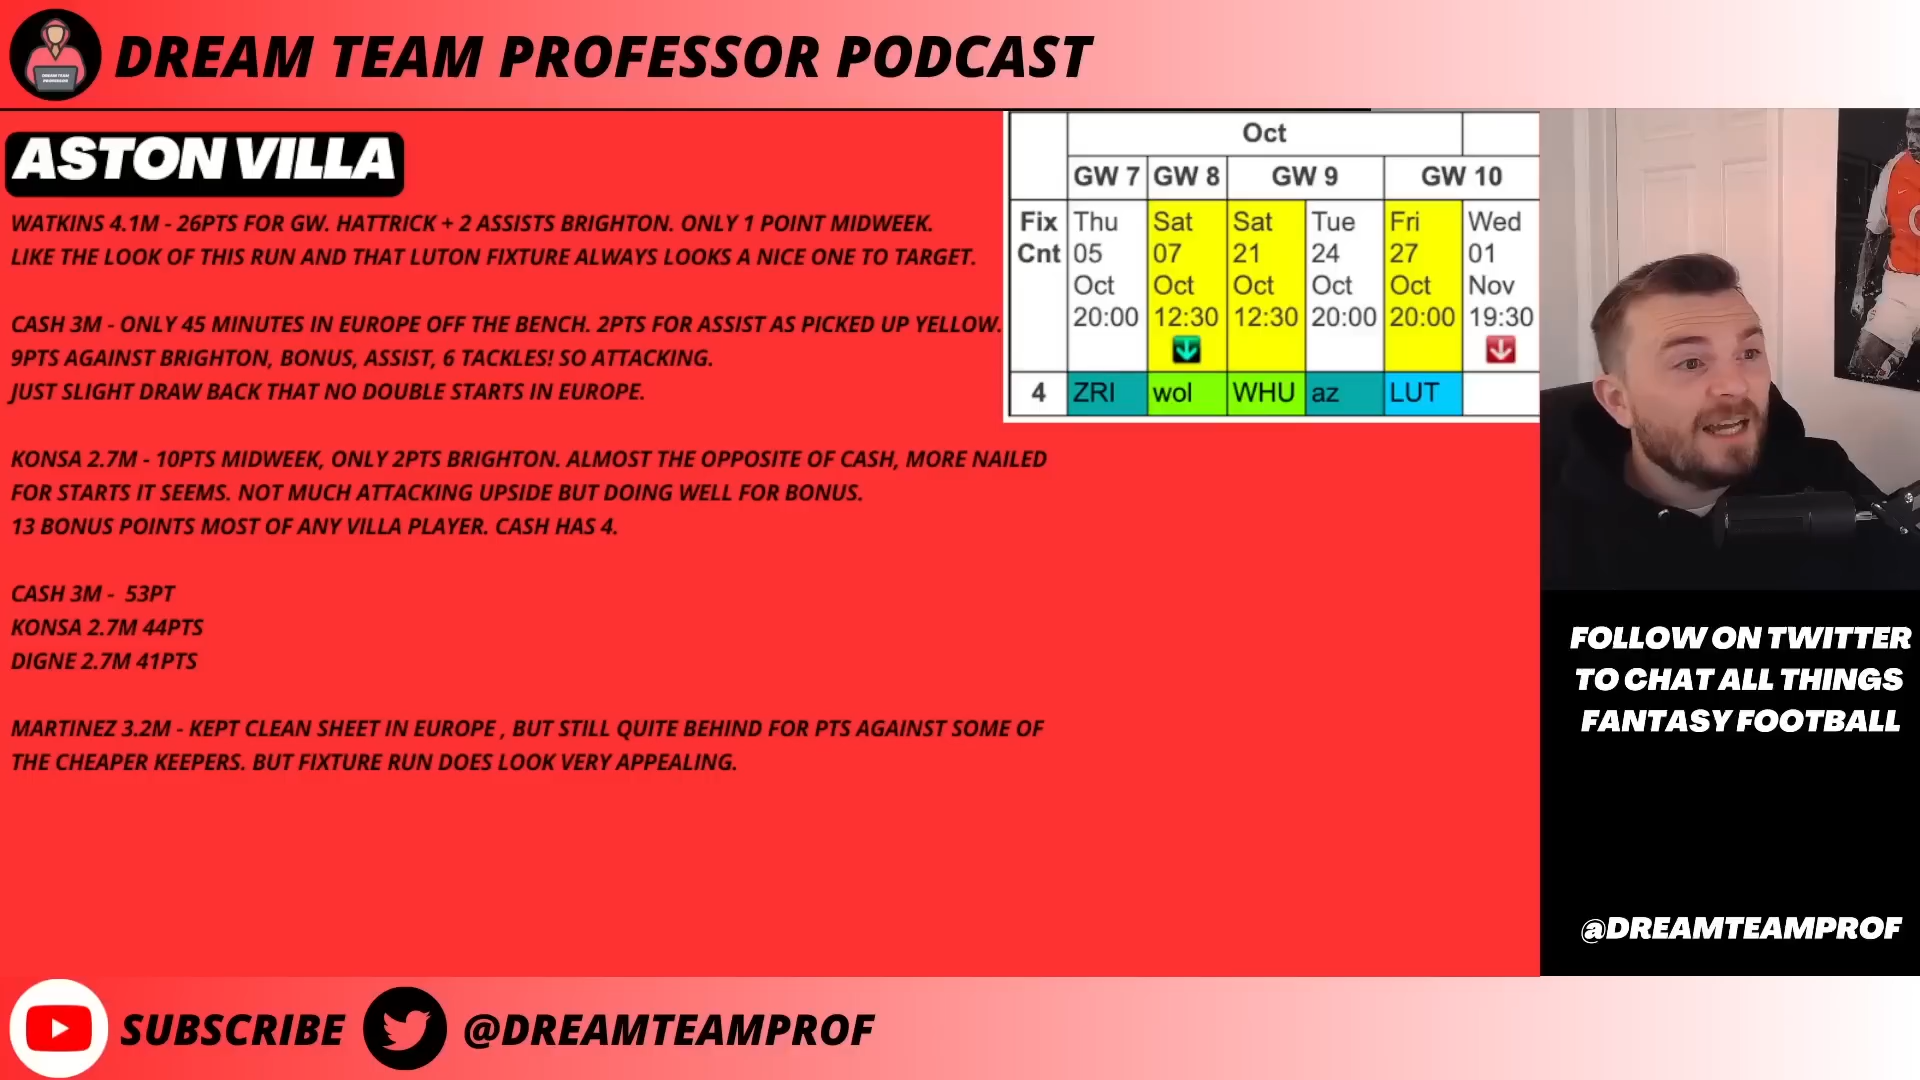 DREAM TEAM PROFESSOR PODCAST
ASTON VILLA
WATKINS 4.1M - 26PTS FOR GW. HATTRICK + 2 ASSISTS BRIGHTON. ONLY 1 POINT MIDWEEK.
LIKE THE LOOK OF THIS RUN AND THAT LUTON FIXTURE ALWAYS LOOKS A NICE ONE TO TARGET.
CASH 3M - ONLY 45 MINUTES IN EUROPE OFF THE BENCH. 2PTS FOR ASSIST AS PICKED UP YELLOW.
9PTS AGAINST BRIGHTON, BONUS, ASSIST, 6 TACKLES! SO ATTACKING.
JUST SLIGHT DRAW BACK THAT NO DOUBLE STARTS IN EUROPE.
KONSA 2.7M - 10PTS MIDWEEK, ONLY 2PTS BRIGHTON. ALMOST THE OPPOSITE OF CASH, MORE NAILED
FOR STARTS IT SEEMS. NOT MUCH ATTACKING UPSIDE BUT DOING WELL FOR BONUS.
13 BONUS POINTS MOST OF ANY VILLA PLAYER. CASH HAS 4.
CASH 3M -  53PT
KONSA 2.7M 44PTS
DIGNE 2.7M 41PTS
MARTINEZ 3.2M - KEPT CLEAN SHEET IN EUROPE , BUT STILL QUITE BEHIND FOR PTS AGAINST SOME OF
THE CHEAPER KEEPERS. BUT FIXTURE RUN DOES LOOK VERY APPEALING.
Oct
GW 7 GW 8 GW 9 GW 10
Fix Thu Sat Sat Tue Fri Wed
Cnt 05 07 21 24 27 01
Oct Oct Oct Oct Oct Nov
20:00 12:30 12:30 20:00 20:00 19:30
4 ZRI wol WHU az LUT
FOLLOW ON TWITTER
TO CHAT ALL THINGS
FANTASY FOOTBALL
@DREAMTEAMPROF
SUBSCRIBE @DREAMTEAMPROF